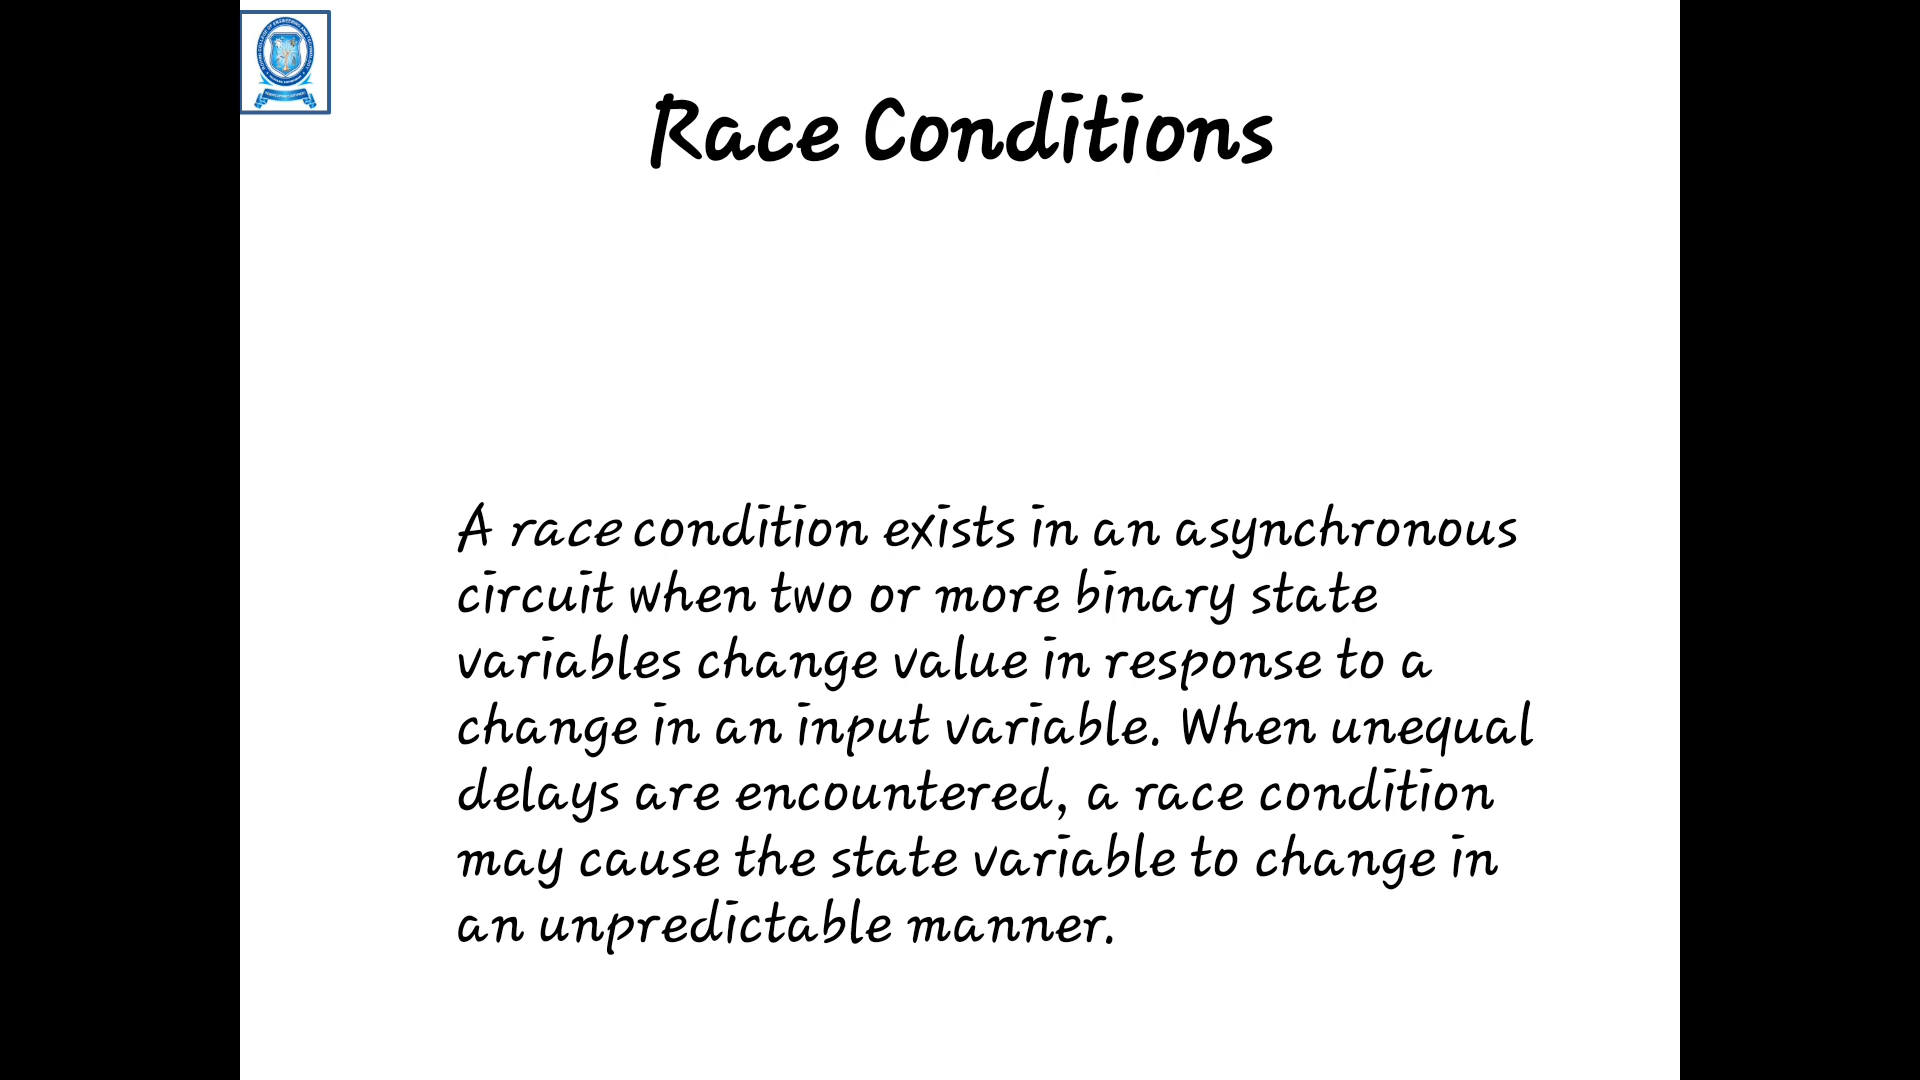 Race Conditions
A race condition exists in an asynchronous
circuit when two or more binary state
variables change value in response to a
change in an input variable. When unequal
delays are encountered, a race condition
may cause the state variable to change in
an unpredictable manner.